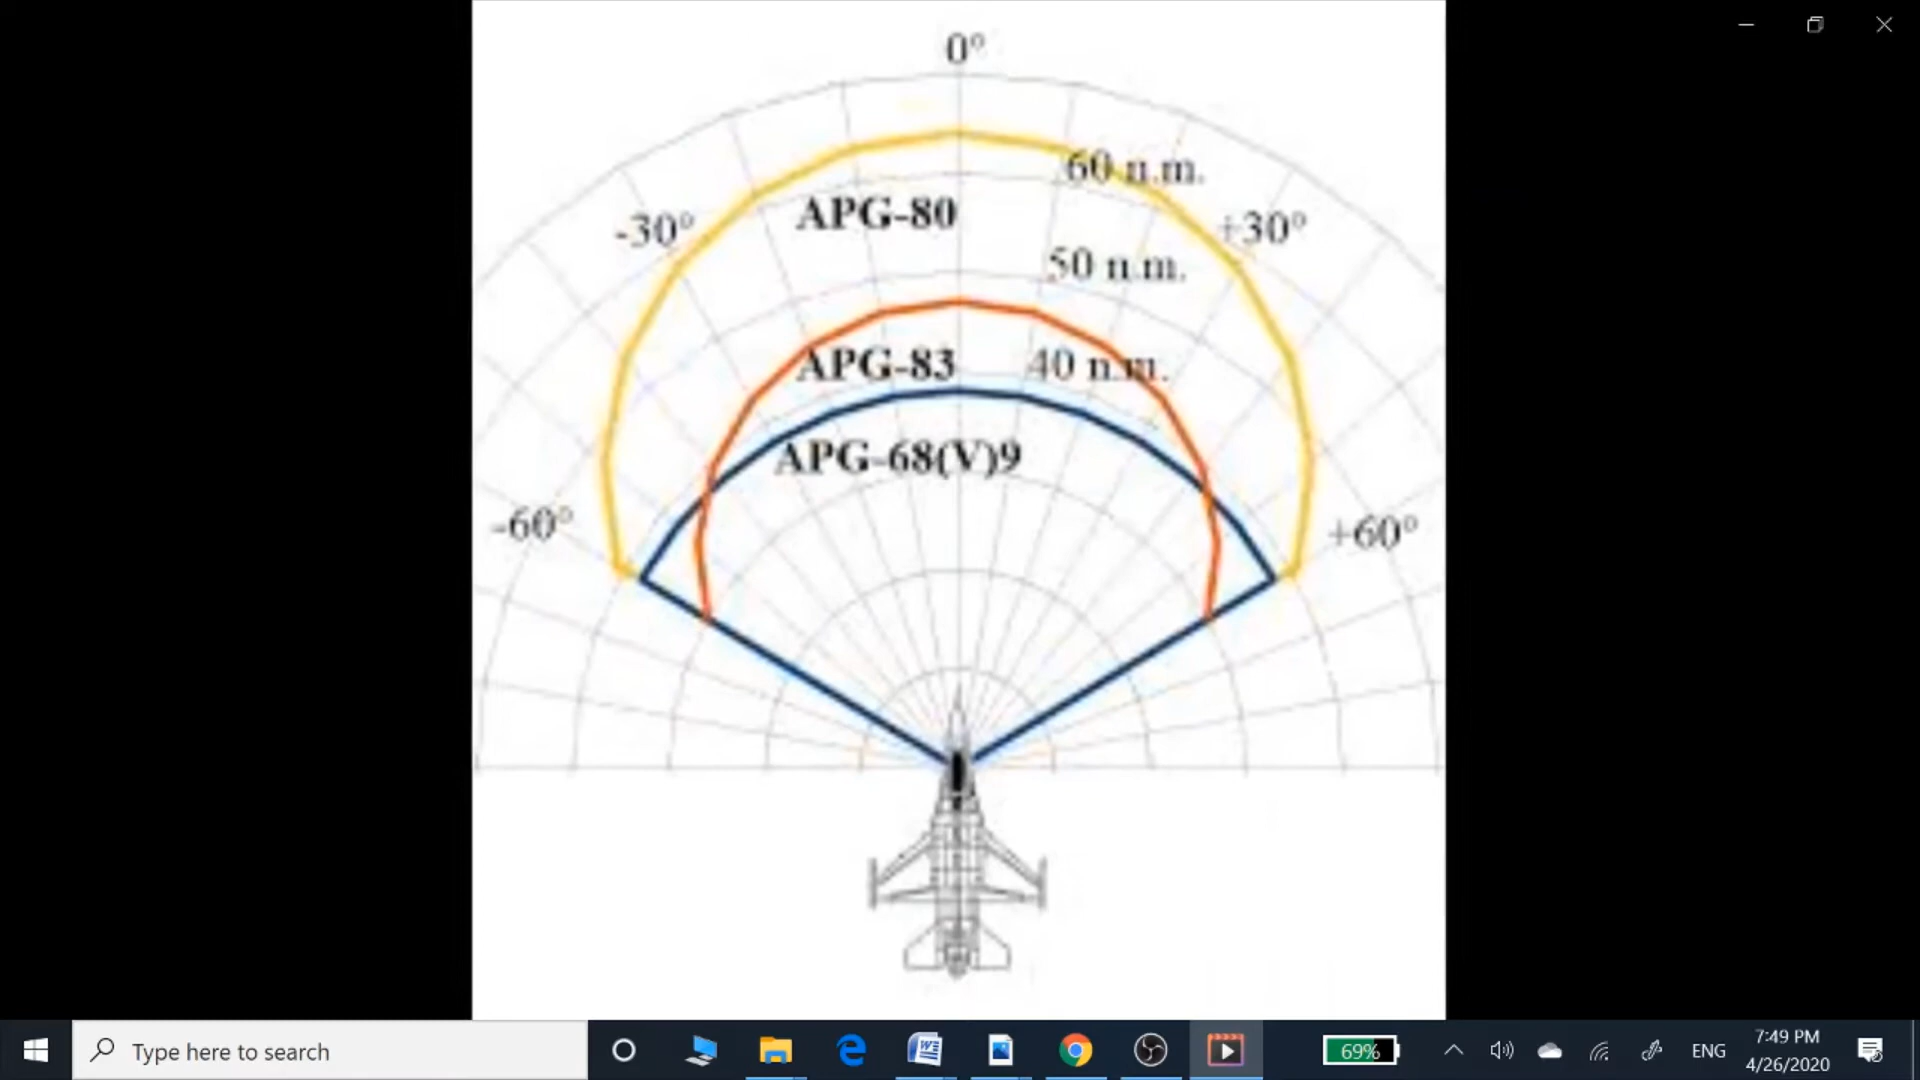 0°
60 n.m.
APG-80
-30°
+30°
50 n.m.
APG-83
40 n.m.
APG-68(V)9
-60°
+60°
Type here to search
69%
ENG
7:49 PM
4/26/2020